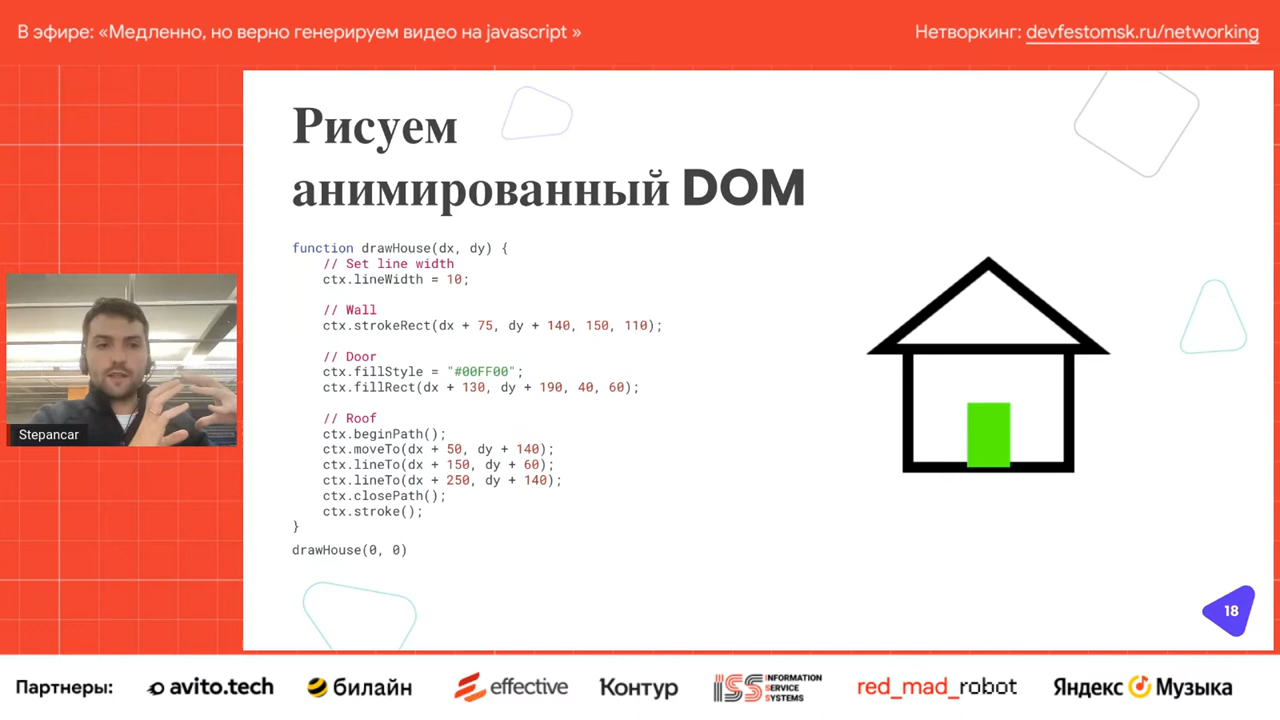 В эфире: «Медленно, но верно генерируем видео на javascript »
Нетворкинг: devfestomsk.ru/networking
Рисуем
анимированный DOM
function drawHouse(dx, dy) {
// Set line width
ctx.lineWidth = 10;
// Wall
ctx.strokeRect(dx + 75, dy + 140, 150, 110);
// Door
ctx.fillStyle = "#00FF00";
ctx.fillRect(dx + 130, dy + 190, 40, 60);
// Roof
ctx.beginPath();
ctx.moveTo(dx + 50, dy + 140);
ctx.lineTo(dx + 150, dy + 60);
ctx.lineTo(dx + 250, dy + 140);
ctx.closePath();
ctx.stroke();
}
drawHouse(0, 0)
Stepancar
18
Партнеры: avito.tech билайн effective Контур ISS INFORMATION SERVICE SYSTEMS red_mad_robot Яндекс Музыка